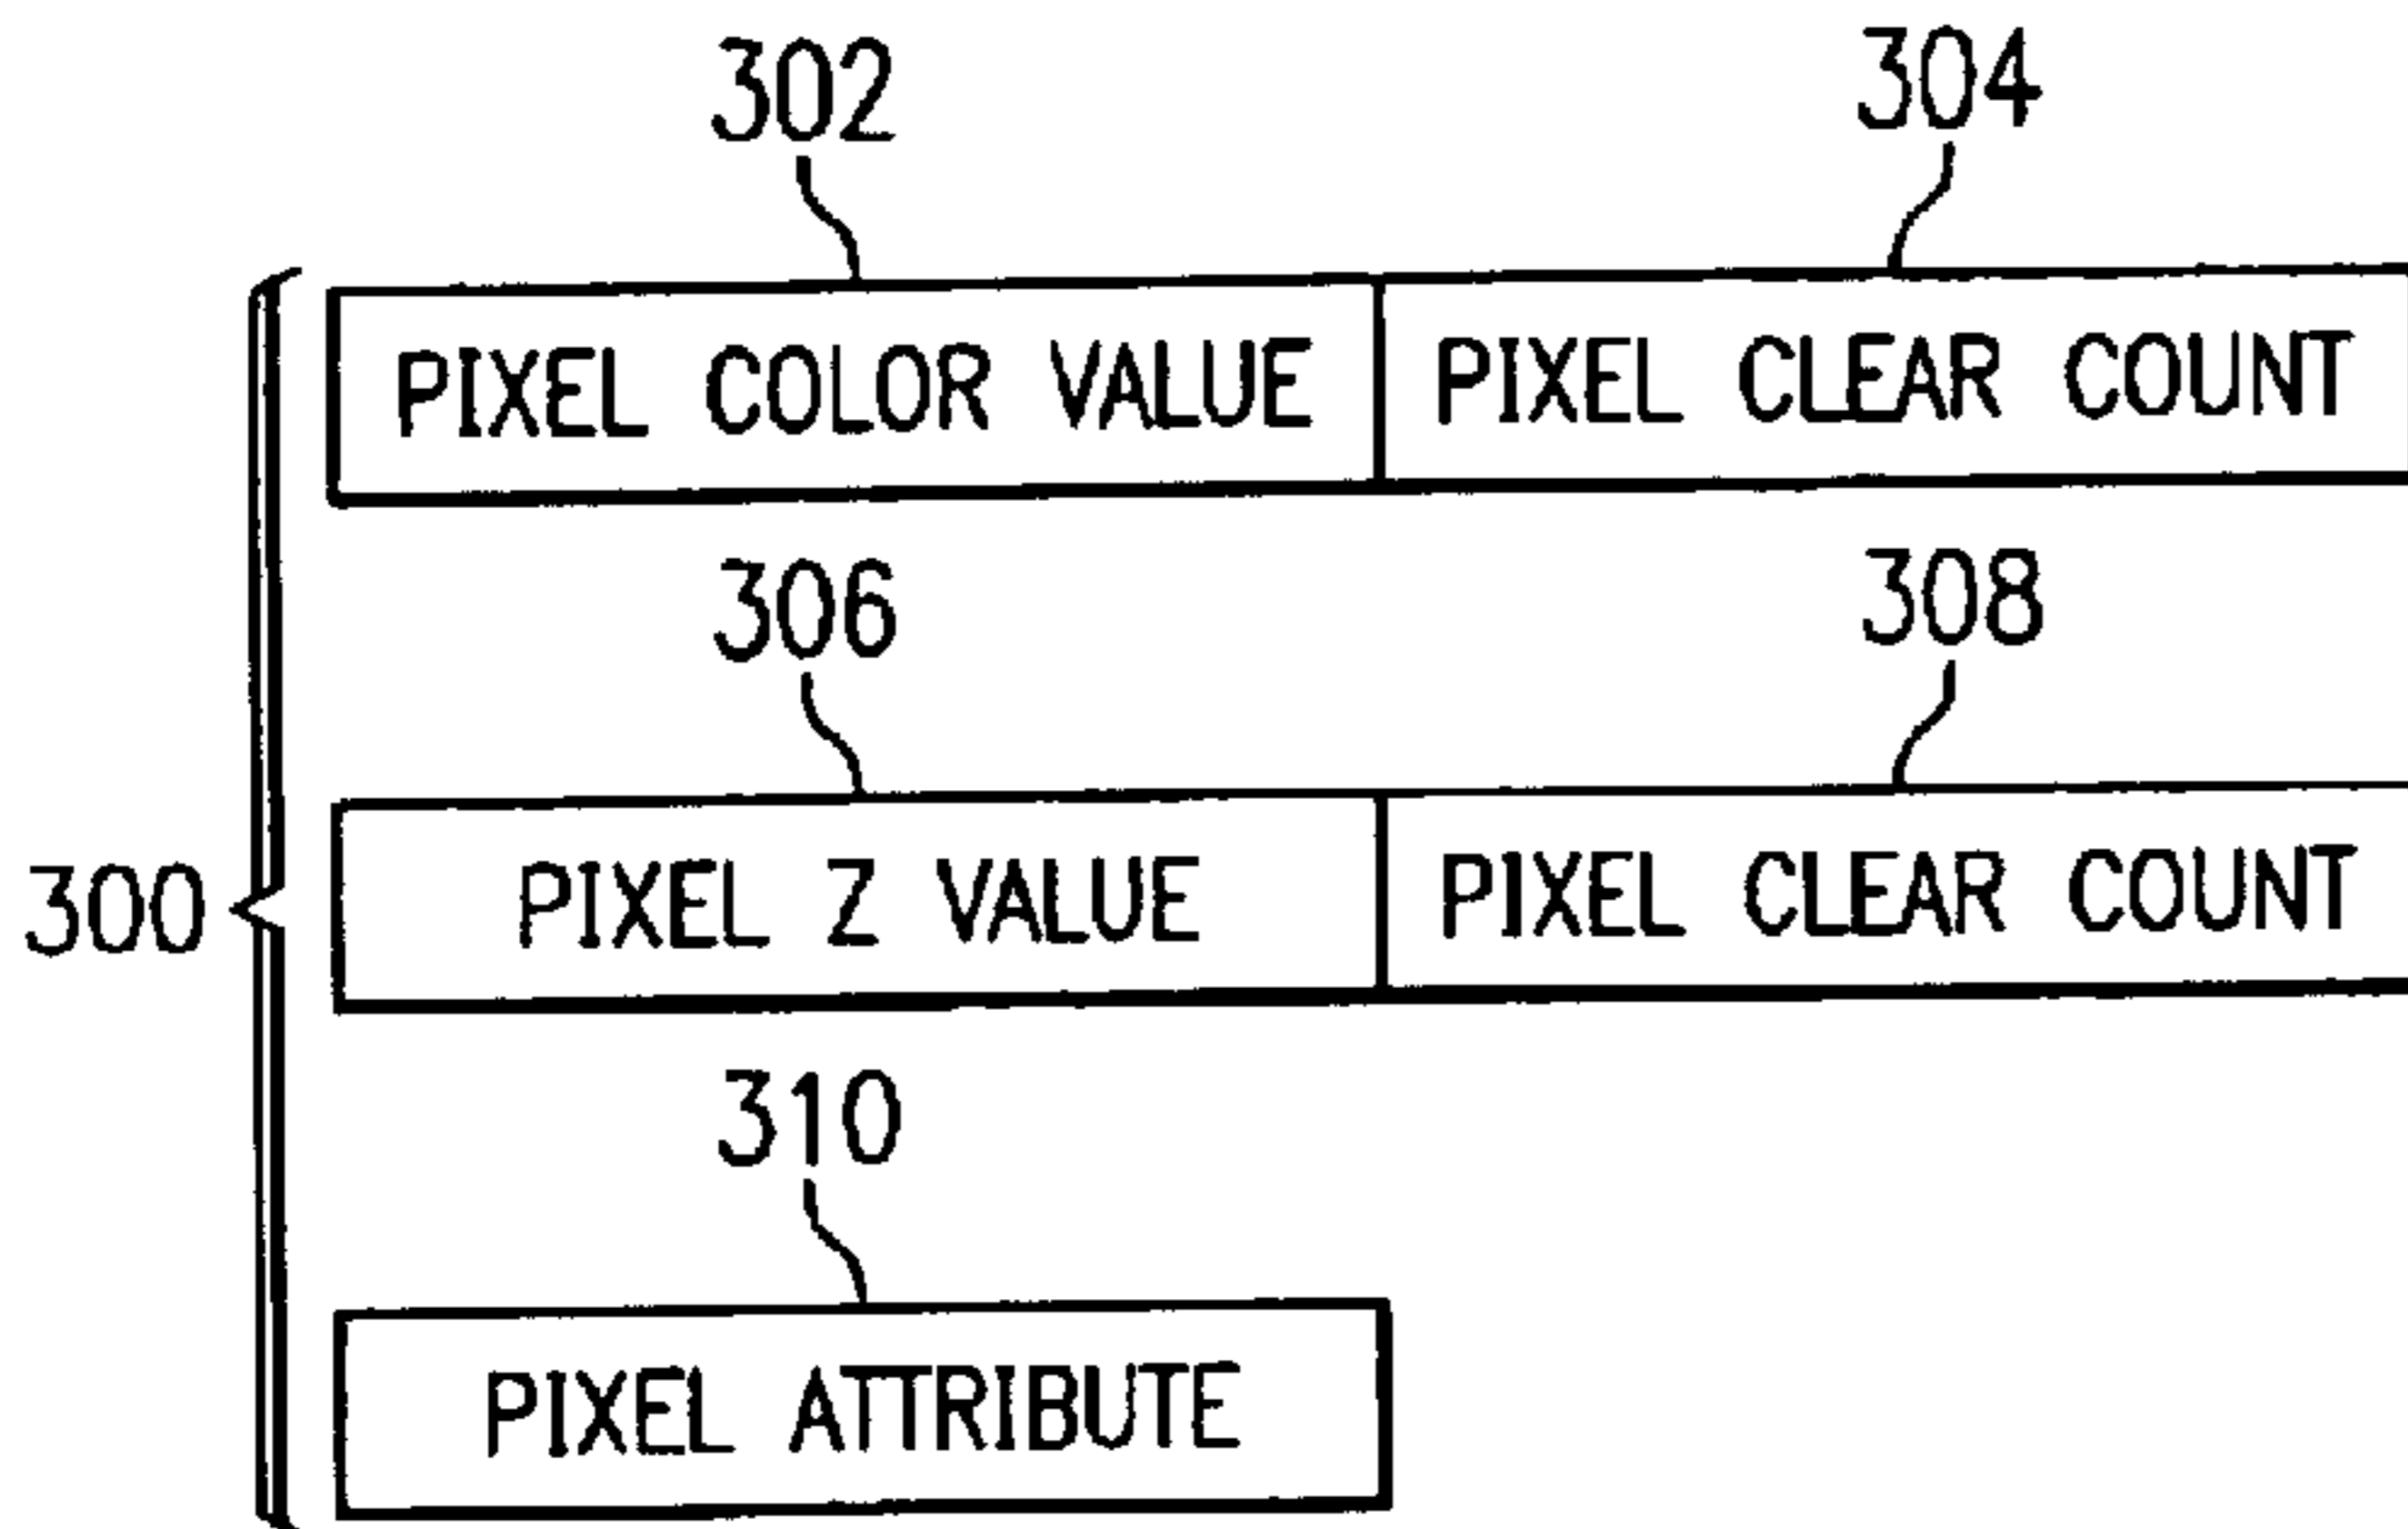 302 304
PIXEL COLOR VALUE PIXEL CLEAR COUNT
306 308
300
PIXEL Z VALUE PIXEL CLEAR COUNT
310
PIXEL ATTRIBUTE